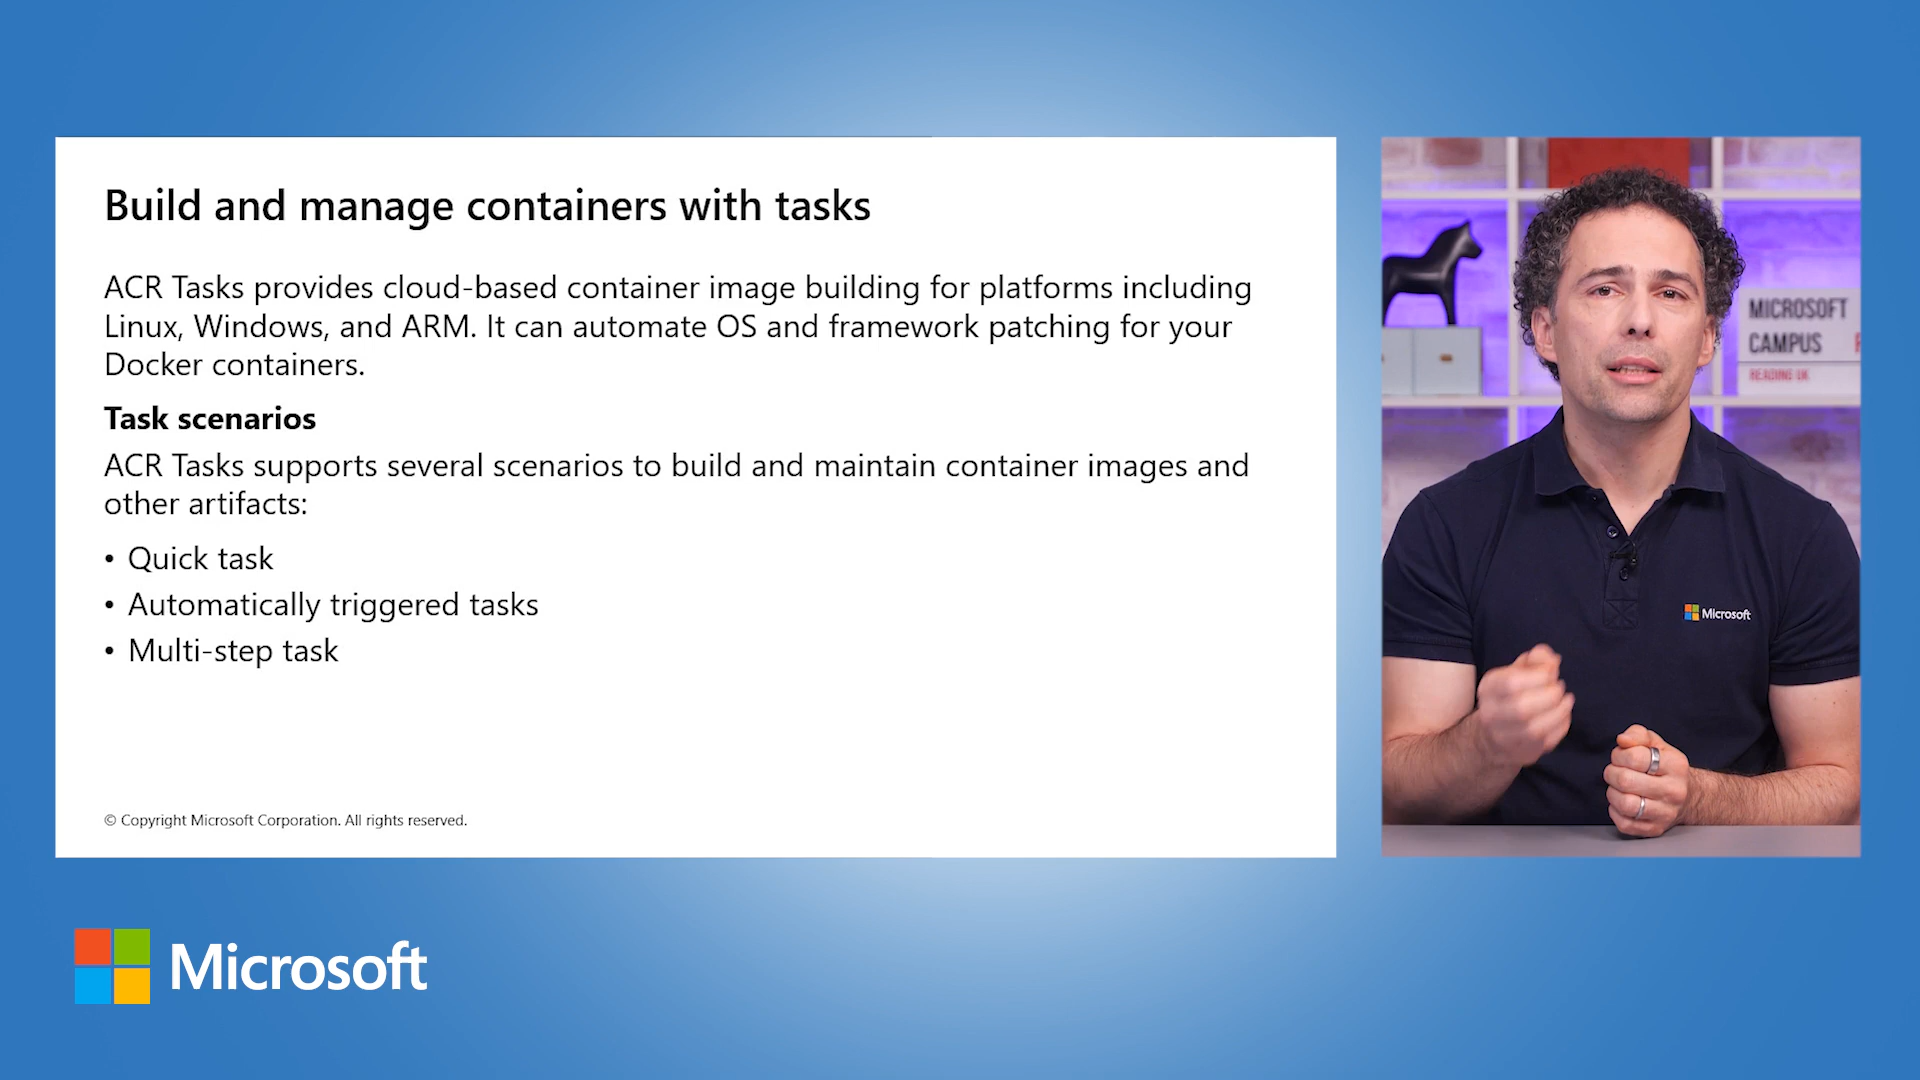 Build and manage containers with tasks
ACR Tasks provides cloud-based container image building for platforms including
Linux, Windows, and ARM. It can automate OS and framework patching for your
Docker containers.
Task scenarios
ACR Tasks supports several scenarios to build and maintain container images and
other artifacts:
• Quick task
• Automatically triggered tasks
• Multi-step task
© Copyright Microsoft Corporation. All rights reserved.
MICROSOFT
CAMPUS
READING UK
Microsoft
Microsoft